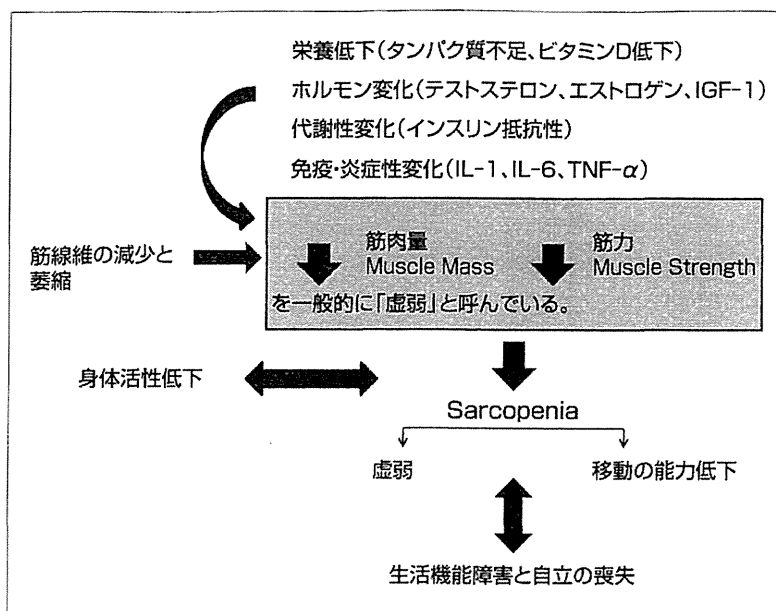 栄養低下(タンパク質不足、ビタミンD低下)
ホルモン変化(テストステロン、エストロゲン、IGF-1)
代謝性変化(インスリン抵抗性)
免疫・炎症性変化(IL-1、IL-6、TNF-α)
筋線維の減少と
萎縮
筋肉量
Muscle Mass
筋力
Muscle Strength
を一般的に「虚弱」と呼んでいる。
身体活性低下
Sarcopenia
虚弱
移動の能力低下
生活機能障害と自立の喪失